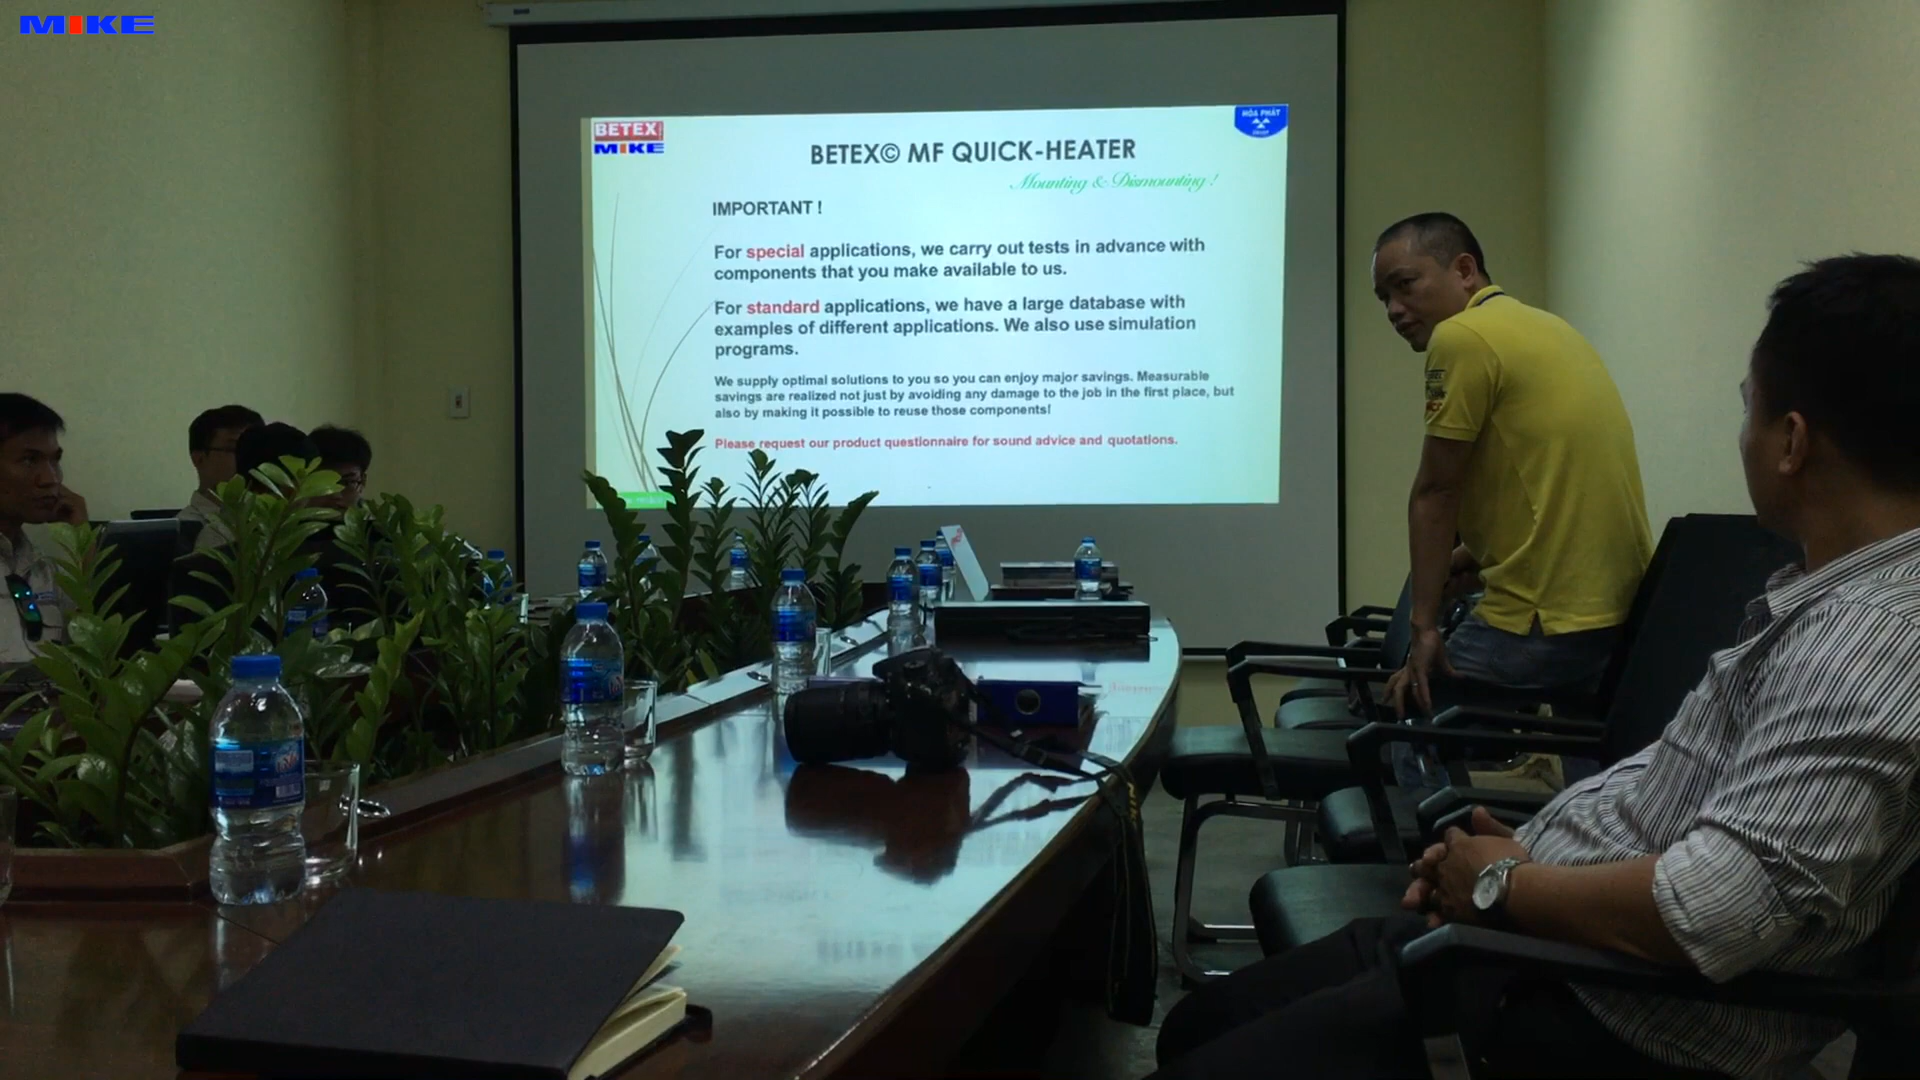 MIKE
BETEX
MIKE
HÒA PHÁT
GROUP
BETEX© MF QUICK-HEATER
Mounting & Dismounting !
IMPORTANT !
For special applications, we carry out tests in advance with
components that you make available to us.
For standard applications, we have a large database with
examples of different applications. We also use simulation
programs.
We supply optimal solutions to you so you can enjoy major savings. Measurable
savings are realized not just by avoiding any damage to the job in the first place, but
also by making it possible to reuse those components!
Please request our product questionnaire for sound advice and quotations.